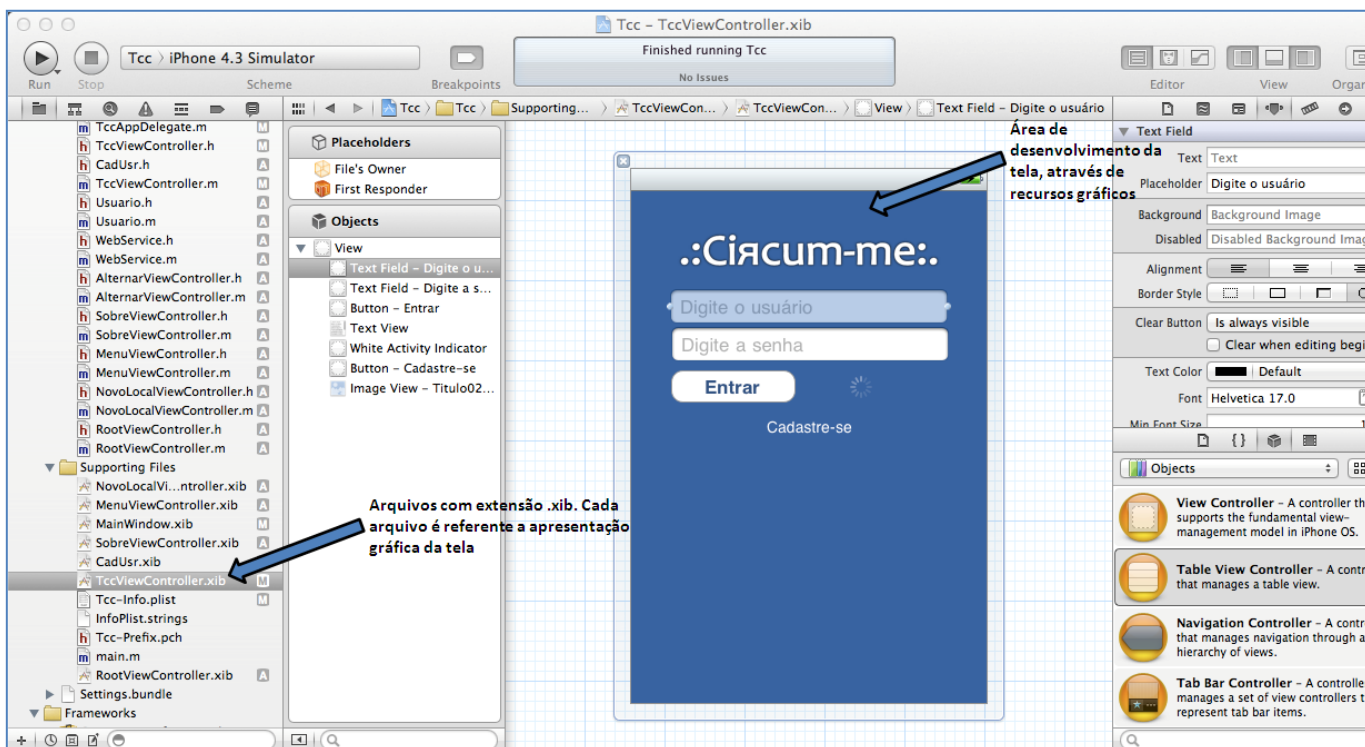 Tcc – TccViewController.xib
Tcc 〉 iPhone 4.3 Simulator
Finished running Tcc
No Issues
Run
Stop
Scheme
Breakpoints
Editor
View
Organ
Tcc 〉 Tcc 〉 Supporting... 〉 TccViewCon... 〉 TccViewCon... 〉 View 〉 Text Field – Digite o usuário
TccAppDelegate.m M
TccViewController.h M
CadUsr.h A
TccViewController.m M
Usuario.h A
Usuario.m A
WebService.h A
WebService.m A
AlternarViewController.h A
AlternarViewController.m A
SobreViewController.h A
SobreViewController.m A
MenuViewController.h A
MenuViewController.m A
NovoLocalViewController.h A
NovoLocalViewController.m A
RootViewController.h A
RootViewController.m A
Supporting Files
NovoLocalVi...ntroller.xib A
MenuViewController.xib A
MainWindow.xib M
SobreViewController.xib A
CadUsr.xib
TccViewController.xib M
Tcc-Info.plist M
InfoPlist.strings
Tcc-Prefix.pch
main.m
RootViewController.xib A
Settings.bundle
Frameworks
Placeholders
File's Owner
First Responder
Objects
View
Text Field – Digite o u...
Text Field – Digite a s...
Button – Entrar
Text View
White Activity Indicator
Button – Cadastre-se
Image View – Titulo02...
Arquivos com extensão .xib. Cada
arquivo é referente a apresentação
gráfica da tela
Área de
desenvolvimento da
tela, através de
recursos gráficos
.:Ciяcum-me:.
Digite o usuário
Digite a senha
Entrar
Cadastre-se
Text Field
Text Text
Placeholder Digite o usuário
Background Background Image
Disabled Disabled Background Imag
Alignment
Border Style
Clear Button Is always visible
Clear when editing begi
Text Color Default
Font Helvetica 17.0
Min Font Size 1
Objects
View Controller – A controller th
supports the fundamental view-
management model in iPhone OS.
Table View Controller – A contr
that manages a table view.
Navigation Controller – A contr
that manages navigation through a
hierarchy of views.
Tab Bar Controller – A controlle
manages a set of view controllers t
represent tab bar items.